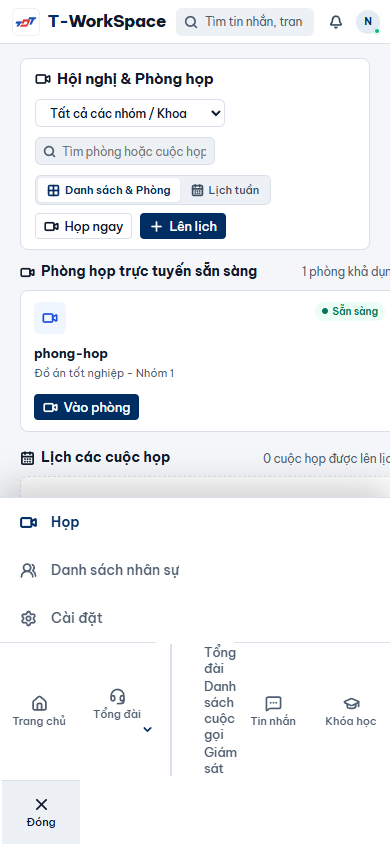 TDT
T-WorkSpace
Tìm tin nhắn, tran
N
Hội nghị & Phòng họp
Tất cả các nhóm / Khoa
Tìm phòng hoặc cuộc họp
Danh sách & Phòng
Lịch tuần
Họp ngay
Lên lịch
Phòng họp trực tuyến sẵn sàng
1 phòng khả dụn
Sẵn sàng
phong-hop
Đồ án tốt nghiệp - Nhóm 1
Vào phòng
Lịch các cuộc họp
0 cuộc họp được lên lịc
Họp
Danh sách nhân sự
Cài đặt
Trang chủ
Tổng đài
Tổng
đài
Danh
sách
cuộc
gọi
Giám
sát
Tin nhắn
Khóa học
Đóng